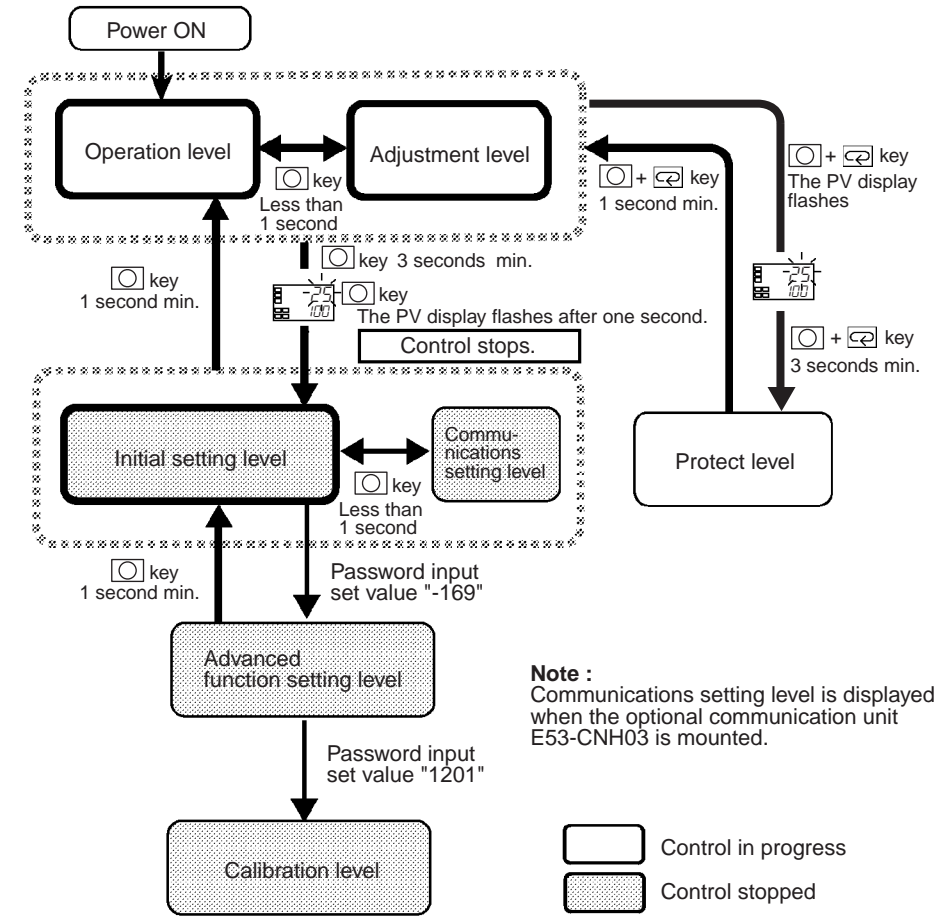 Power ON
Operation level
Adjustment level
key
Less than
1 second
+ key
1 second min.
+ key
The PV display
flashes
key
1 second min.
key 3 seconds min.
25
100
key
The PV display flashes after one second.
Control stops.
25
100
+ key
3 seconds min.
Initial setting level
Commu-
nications
setting level
key
Less than
1 second
Protect level
key
1 second min.
Password input
set value "-169"
Advanced
function setting level
Note :
Communications setting level is displayed
when the optional communication unit
E53-CNH03 is mounted.
Password input
set value "1201"
Calibration level
Control in progress
Control stopped